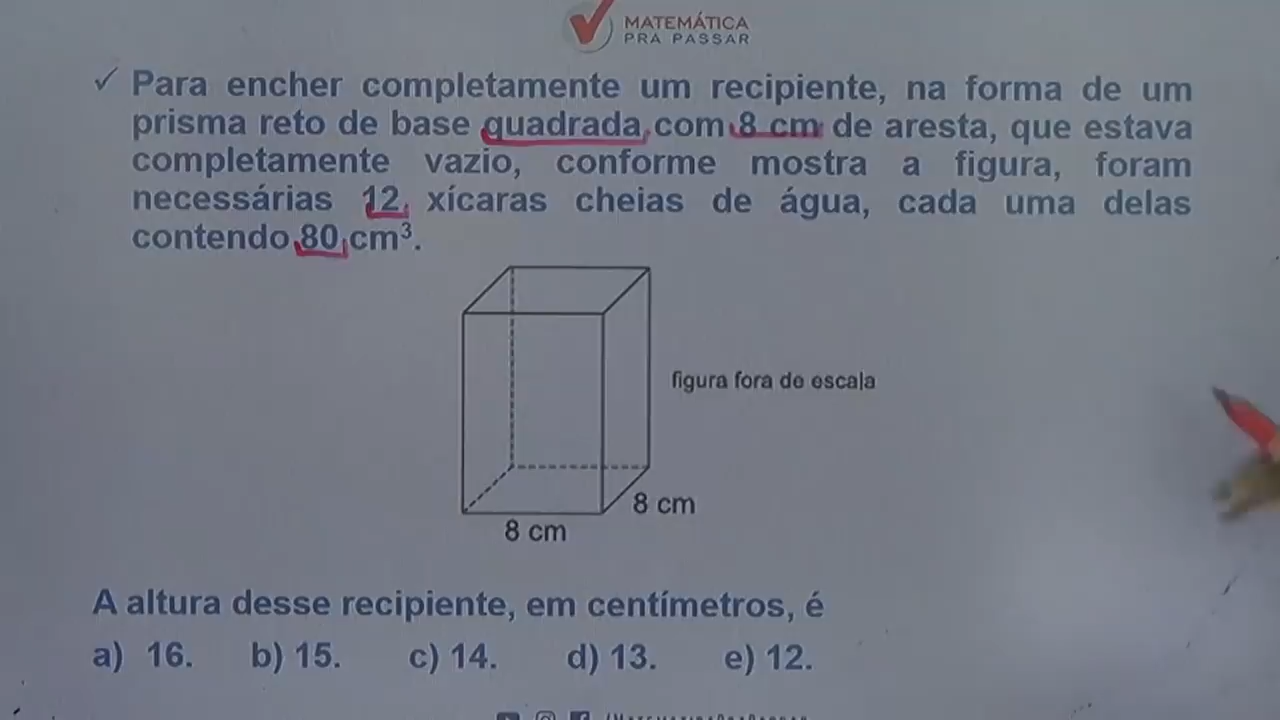 MATEMÁTICA
PRA PASSAR
✓ Para encher completamente um recipiente, na forma de um
prisma reto de base quadrada com 8 cm de aresta, que estava
completamente vazio, conforme mostra a figura, foram
necessárias 12 xícaras cheias de água, cada uma delas
contendo 80 cm³.
figura fora de escala
8 cm
8 cm
A altura desse recipiente, em centímetros, é
a) 16. b) 15. c) 14. d) 13. e) 12.